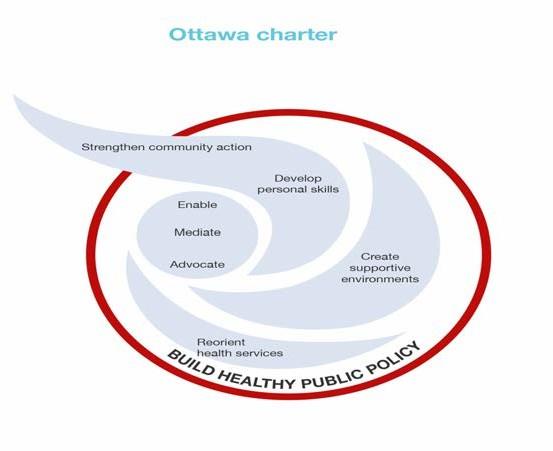 Ottawa charter
Strengthen community action
Develop
personal skills
Enable
Mediate
Advocate
Create
supportive
environments
Reorient
health services
BUILD HEALTHY PUBLIC POLICY